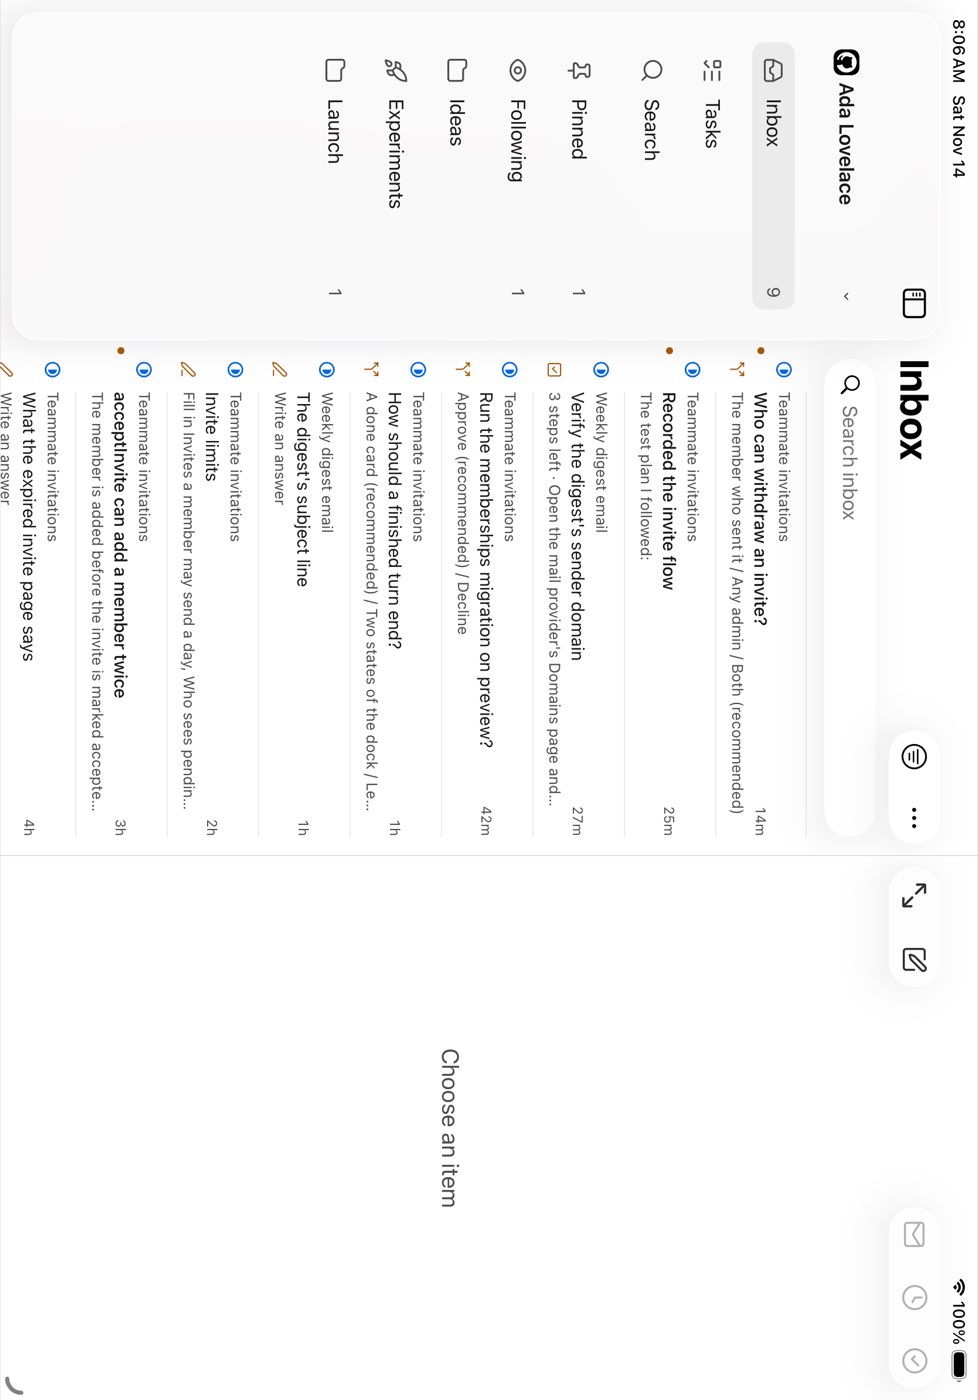 8:06 AM Sat Nov 14
100%
Ada Lovelace
Inbox 9
Tasks
Search
Pinned 1
Following 1
Ideas
Experiments
Launch 1
Inbox
Search inbox
Teammate invitations
Who can withdraw an invite? 14m
The member who sent it / Any admin / Both (recommended)
Teammate invitations
Recorded the invite flow 25m
The test plan I followed:
Weekly digest email
Verify the digest's sender domain 27m
3 steps left · Open the mail provider's Domains page and...
Teammate invitations
Run the memberships migration on preview? 42m
Approve (recommended) / Decline
Teammate invitations
How should a finished turn end? 1h
A done card (recommended) / Two states of the dock / Le...
Weekly digest email
The digest's subject line 1h
Write an answer
Teammate invitations
Invite limits 2h
Fill in Invites a member may send a day, Who sees pendin...
Teammate invitations
acceptInvite can add a member twice 3h
The member is added before the invite is marked accepte...
Teammate invitations
What the expired invite page says 4h
Write an answer
Choose an item